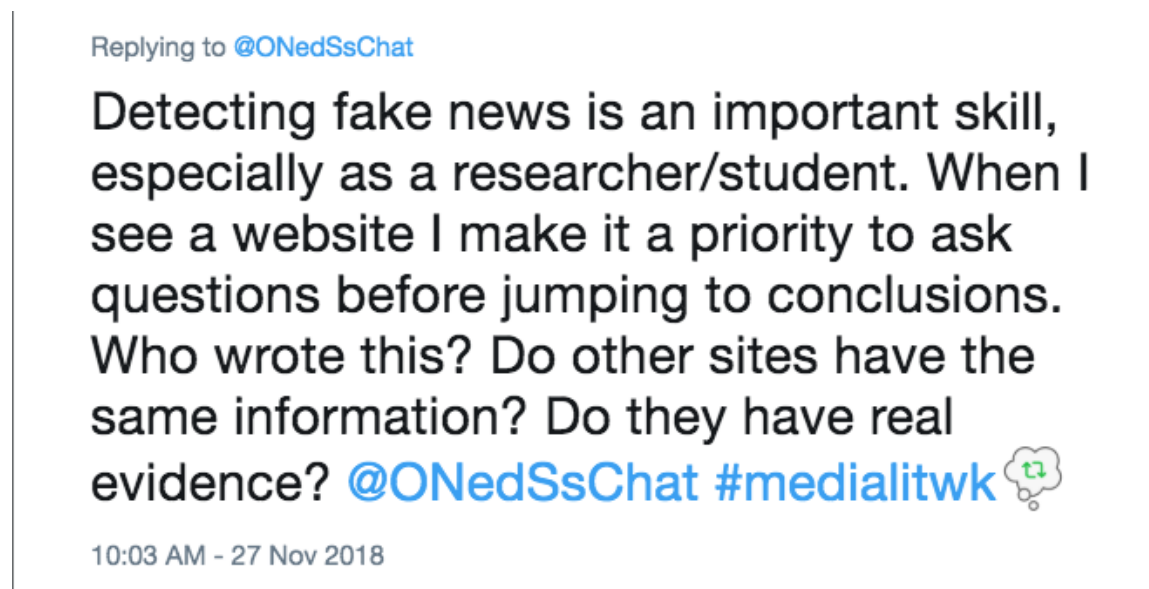 Replying to @ONedSsChat
Detecting fake news is an important skill,
especially as a researcher/student. When I
see a website I make it a priority to ask
questions before jumping to conclusions.
Who wrote this? Do other sites have the
same information? Do they have real
evidence? @ONedSsChat #medialitwk
10:03 AM - 27 Nov 2018